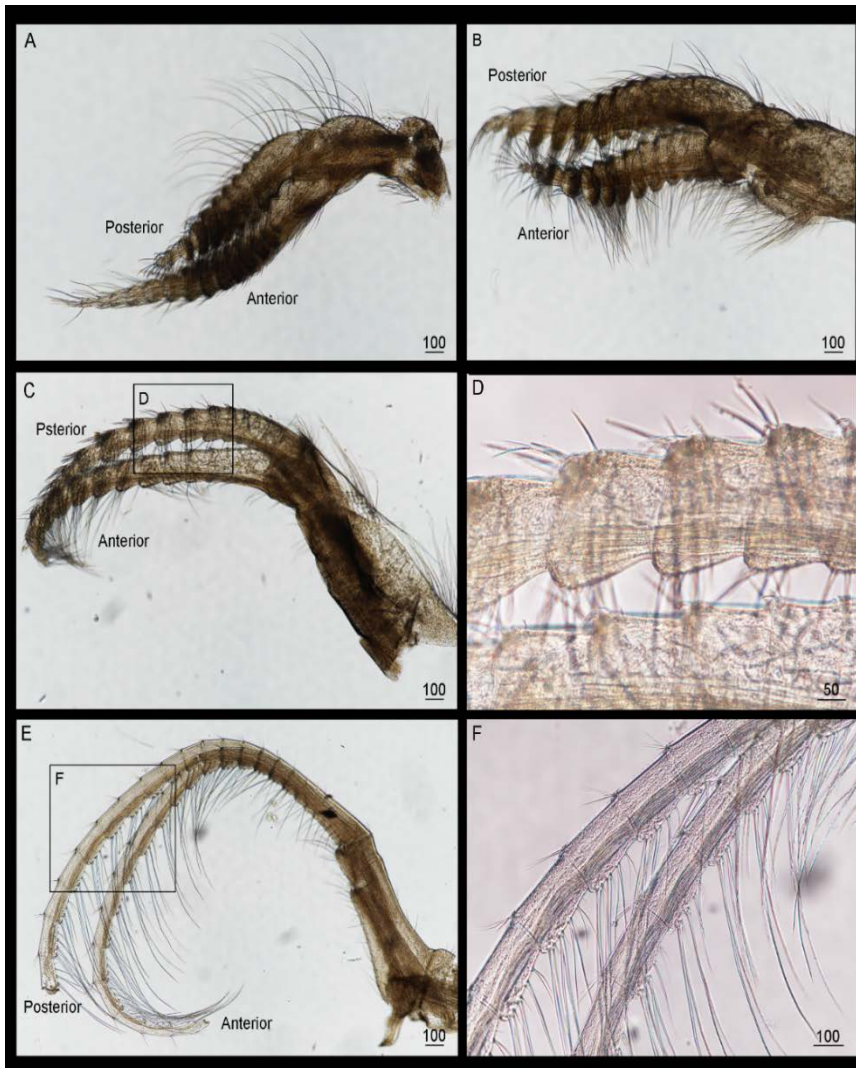 A
Posterior
Anterior
100
B
Posterior
Anterior
100
C
D
Psterior
Anterior
100
D
50
E
F
Posterior
Anterior
100
F
100